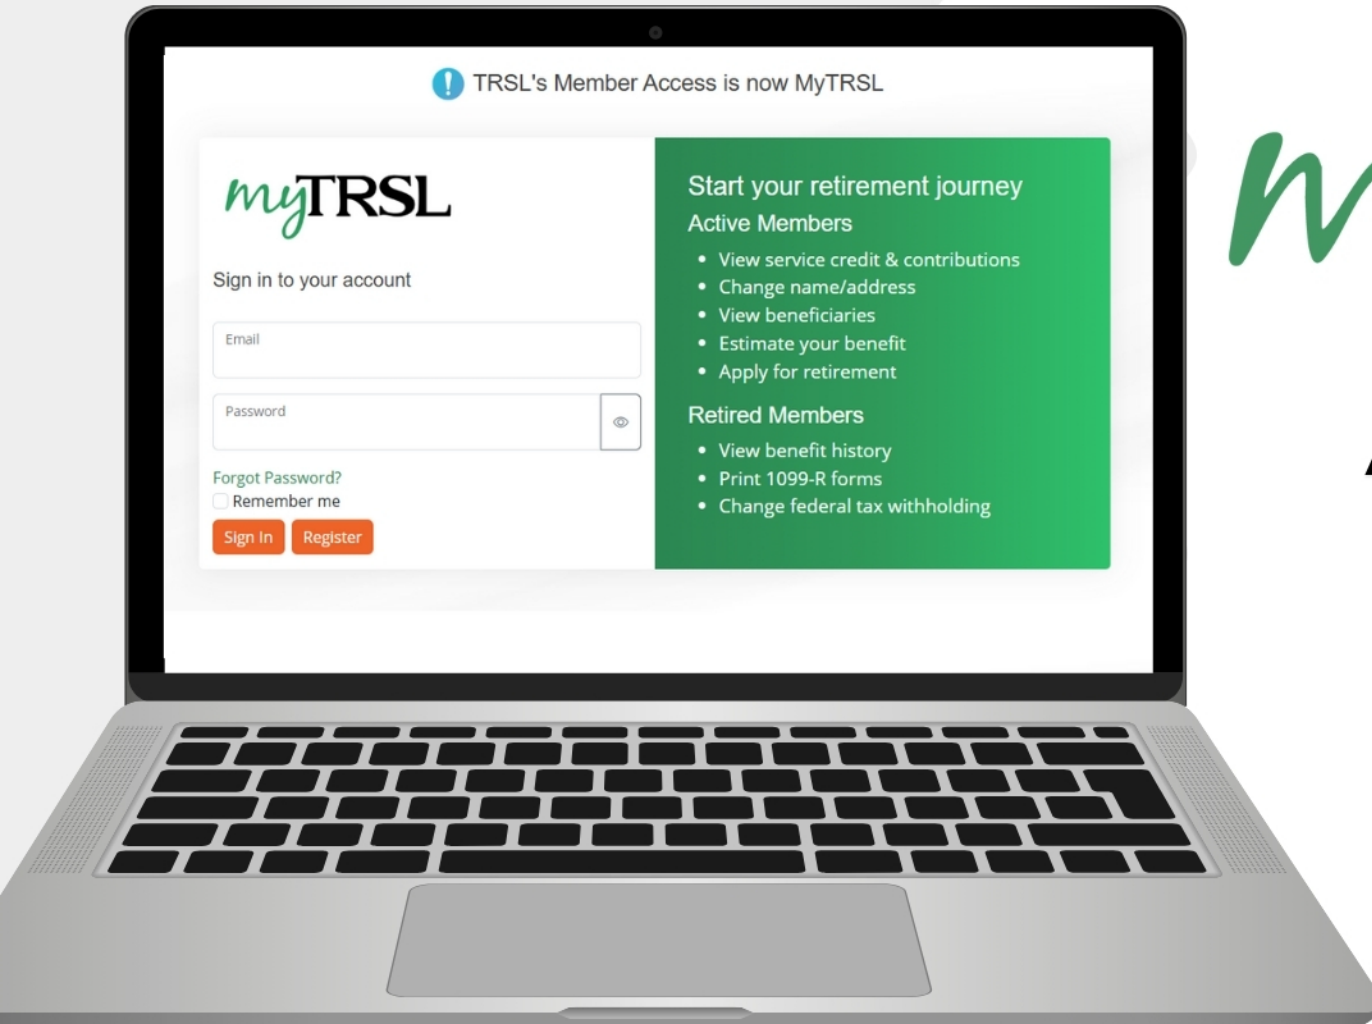 TRSL's Member Access is now MyTRSL
myTRSL
Sign in to your account
Email
Password
Forgot Password?
Remember me
Sign In Register
Start your retirement journey
Active Members
• View service credit & contributions
• Change name/address
• View beneficiaries
• Estimate your benefit
• Apply for retirement
Retired Members
• View benefit history
• Print 1099-R forms
• Change federal tax withholding